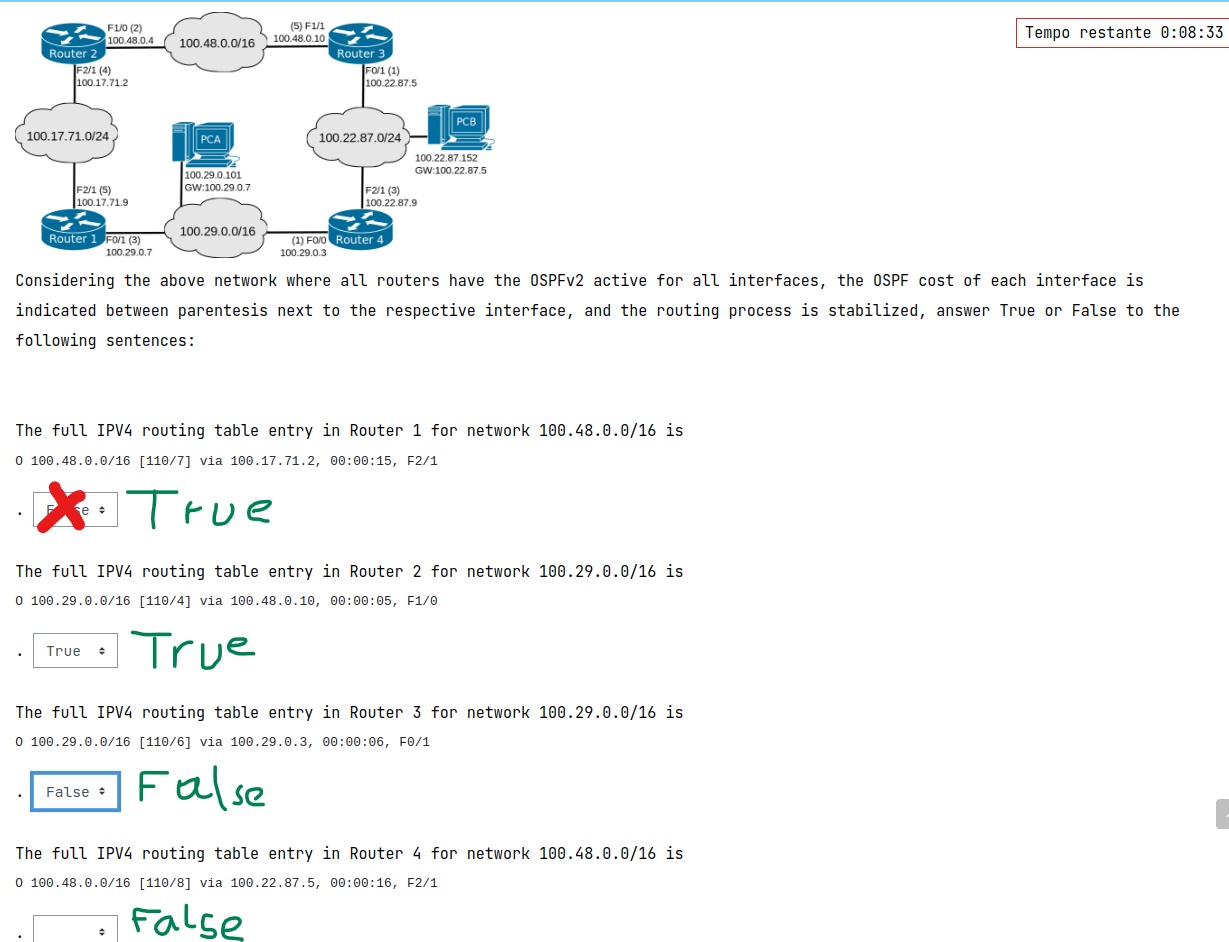 F1/0 (2)
100.48.0.4
100.48.0.0/16
(5) F1/1
100.48.0.10
Router 2
Router 3
Tempo restante 0:08:33
F2/1 (4)
100.17.71.2
F0/1 (1)
100.22.87.5
100.17.71.0/24
PCA
100.22.87.0/24
PCB
100.22.87.152
GW:100.22.87.5
100.29.0.101
GW:100.29.0.7
F2/1 (5)
100.17.71.9
F2/1 (3)
100.22.87.9
100.29.0.0/16
Router 1
F0/1 (3)
100.29.0.7
(1) F0/0
100.29.0.3
Router 4
Considering the above network where all routers have the OSPFv2 active for all interfaces, the OSPF cost of each interface is
indicated between parentesis next to the respective interface, and the routing process is stabilized, answer True or False to the
following sentences:
The full IPV4 routing table entry in Router 1 for network 100.48.0.0/16 is
O 100.48.0.0/16 [110/7] via 100.17.71.2, 00:00:15, F2/1
. True
The full IPV4 routing table entry in Router 2 for network 100.29.0.0/16 is
O 100.29.0.0/16 [110/4] via 100.48.0.10, 00:00:05, F1/0
. True True
The full IPV4 routing table entry in Router 3 for network 100.29.0.0/16 is
O 100.29.0.0/16 [110/6] via 100.29.0.3, 00:00:06, F0/1
. False False
The full IPV4 routing table entry in Router 4 for network 100.48.0.0/16 is
O 100.48.0.0/16 [110/8] via 100.22.87.5, 00:00:16, F2/1
. False